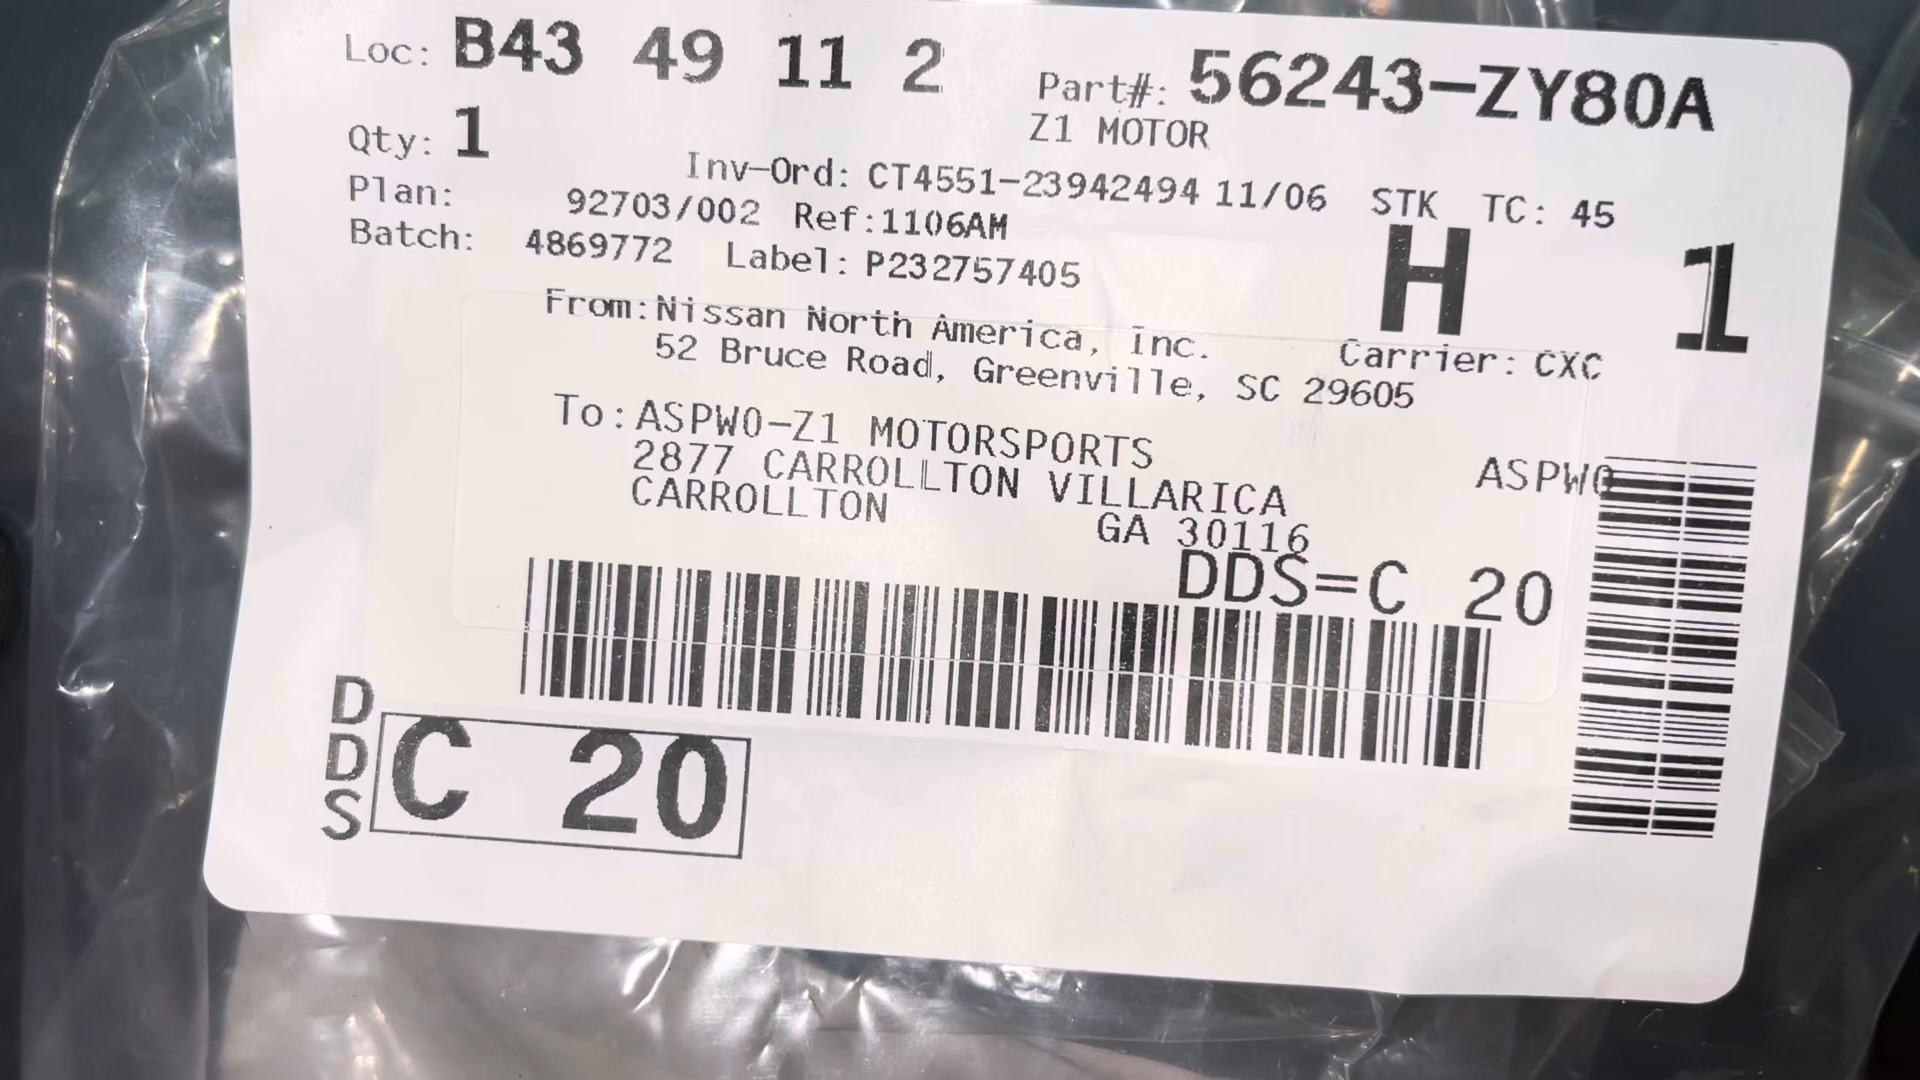 Loc: B43 49 11 2 Part#: 56243-ZY80A
Z1 MOTOR
Qty: 1
Inv-Ord: CT4551-23942494 11/06 STK TC: 45
Plan: 92703/002 Ref:1106AM
Batch: 4869772 Label: P232757405
H 1
From: Nissan North America, Inc.
Carrier: CXC
52 Bruce Road, Greenville, SC 29605
To: ASPW0-Z1 MOTORSPORTS
2877 CARROLLTON VILLARICA
CARROLLTON GA 30116
ASPW0
DDS=C 20
DDS C 20